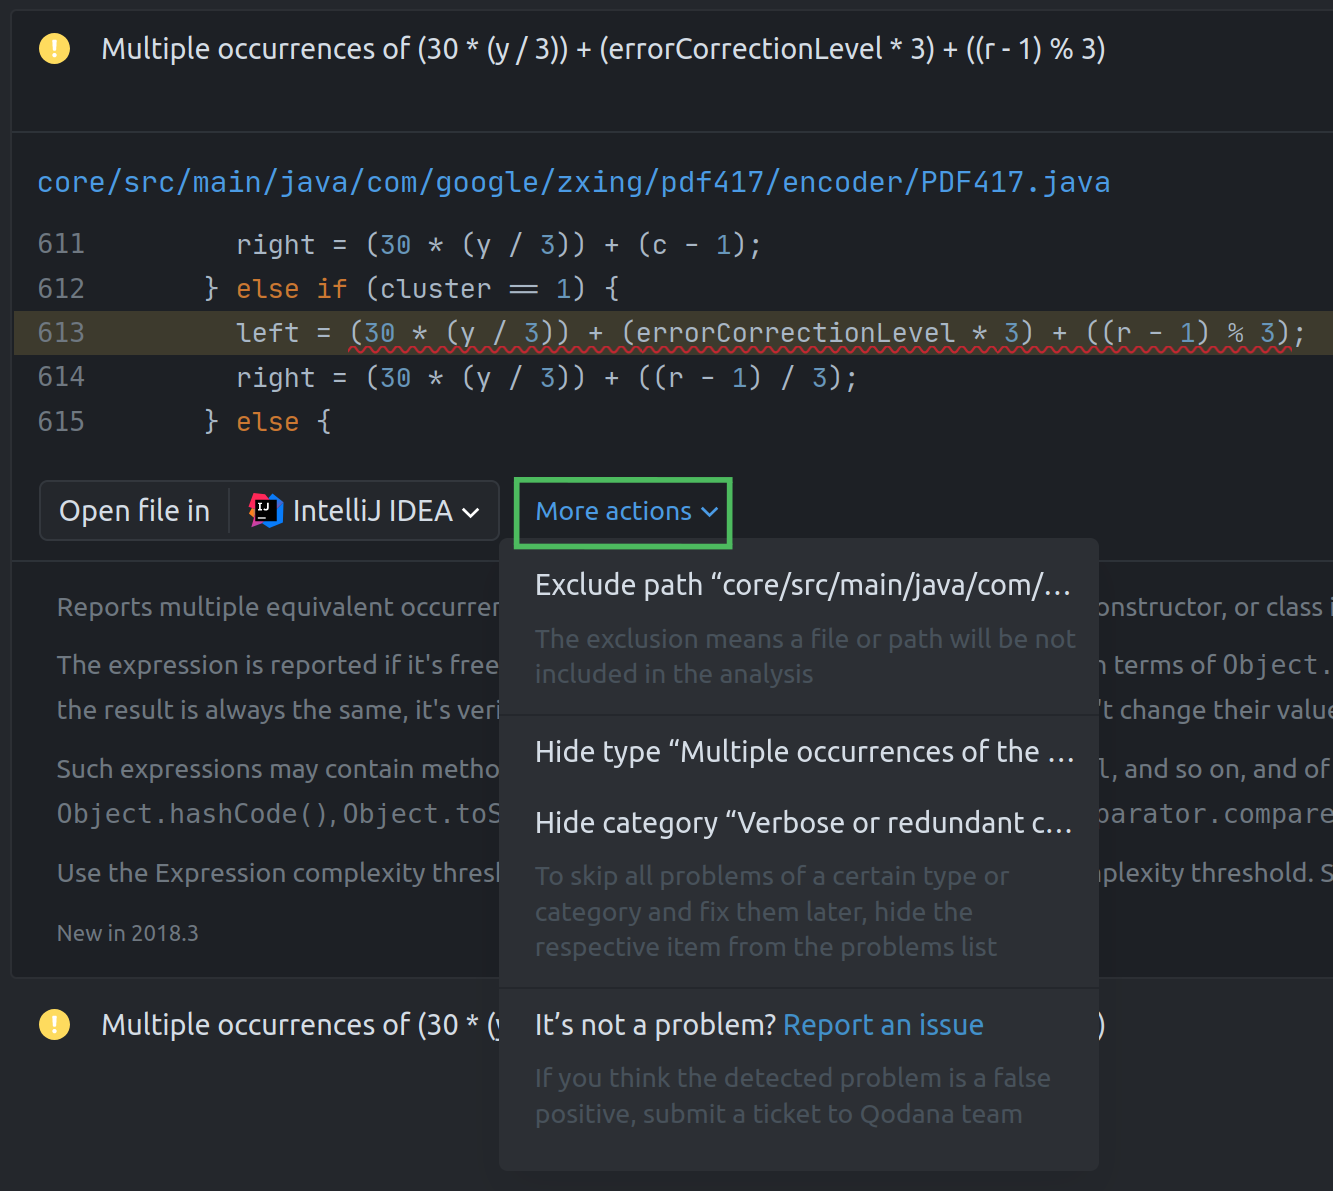 Multiple occurrences of (30 * (y / 3)) + (errorCorrectionLevel * 3) + ((r - 1) % 3)
core/src/main/java/com/google/zxing/pdf417/encoder/PDF417.java
611 right = (30 * (y / 3)) + (c - 1);
612 } else if (cluster == 1) {
613 left = (30 * (y / 3)) + (errorCorrectionLevel * 3) + ((r - 1) % 3);
614 right = (30 * (y / 3)) + ((r - 1) / 3);
615 } else {
Open file in IntelliJ IDEA More actions
Exclude path “core/src/main/java/com/…
The exclusion means a file or path will be not
included in the analysis
Hide type “Multiple occurrences of the …
Hide category “Verbose or redundant c…
To skip all problems of a certain type or
category and fix them later, hide the
respective item from the problems list
It’s not a problem? Report an issue
If you think the detected problem is a false
positive, submit a ticket to Qodana team
Reports multiple equivalent occurrer onstructor, or class i
The expression is reported if it's free n terms of Object.
the result is always the same, it's veri 't change their value
Such expressions may contain metho l, and so on, and of
Object.hashCode(), Object.toS parator.compare
Use the Expression complexity thresh nplexity threshold. S
New in 2018.3
Multiple occurrences of (30 * (y )